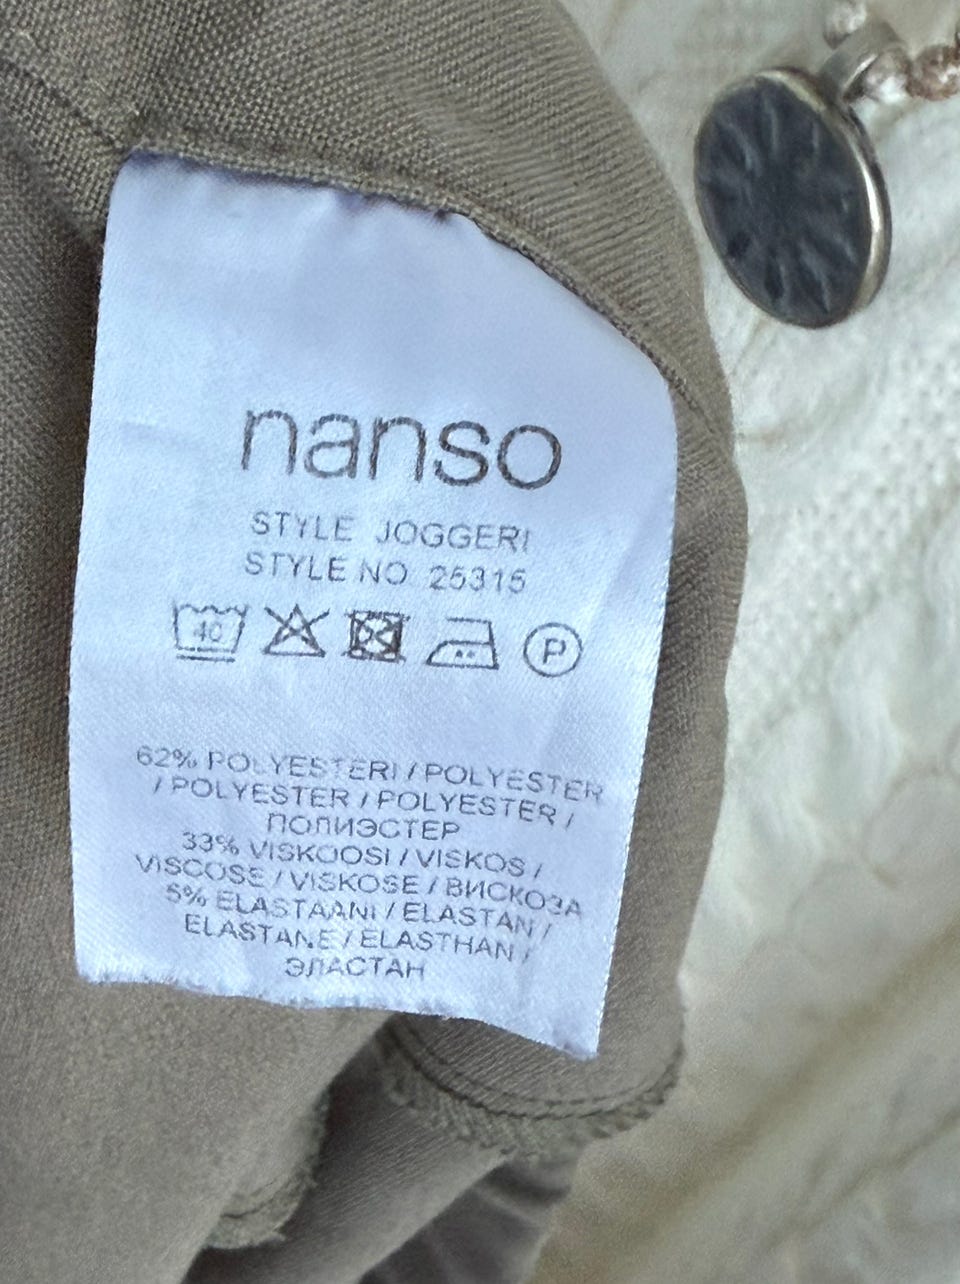 nanso
STYLE JOGGERI
STYLE NO 25315
40 P
62% POLYESTERI / POLYESTER
/ POLYESTER / POLYESTER /
ПОЛИЭСТЕР
33% VISKOOSI / VISKOS /
VISCOSE / VISKOSE / ВИСКОЗА
5% ELASTAANI / ELASTAN /
ELASTANE / ELASTHAN /
ЭЛАСТАН